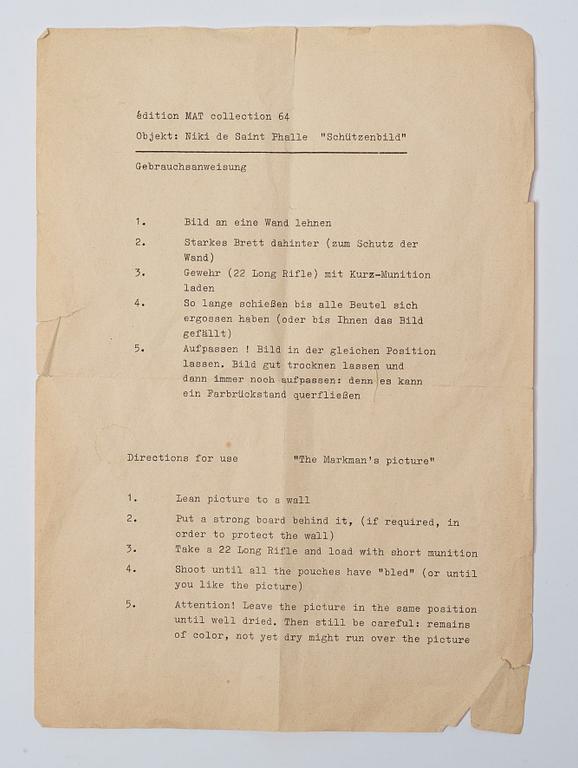 édition MAT collection 64
Objekt: Niki de Saint Phalle "Schützenbild"
Gebrauchsanweisung
1. Bild an eine Wand lehnen
2. Starkes Brett dahinter (zum Schutz der
Wand)
3. Gewehr (22 Long Rifle) mit Kurz-Munition
laden
4. So lange schießen bis alle Beutel sich
ergossen haben (oder bis Ihnen das Bild
gefällt)
5. Aufpassen ! Bild in der gleichen Position
lassen. Bild gut trocknen lassen und
dann immer noch aufpassen: denn es kann
ein Farbrückstand querfließen
Directions for use "The Markman's picture"
1. Lean picture to a wall
2. Put a strong board behind it, (if required, in
order to protect the wall)
3. Take a 22 Long Rifle and load with short munition
4. Shoot until all the pouches have "bled" (or until
you like the picture)
5. Attention! Leave the picture in the same position
until well dried. Then still be careful: remains
of color, not yet dry might run over the picture